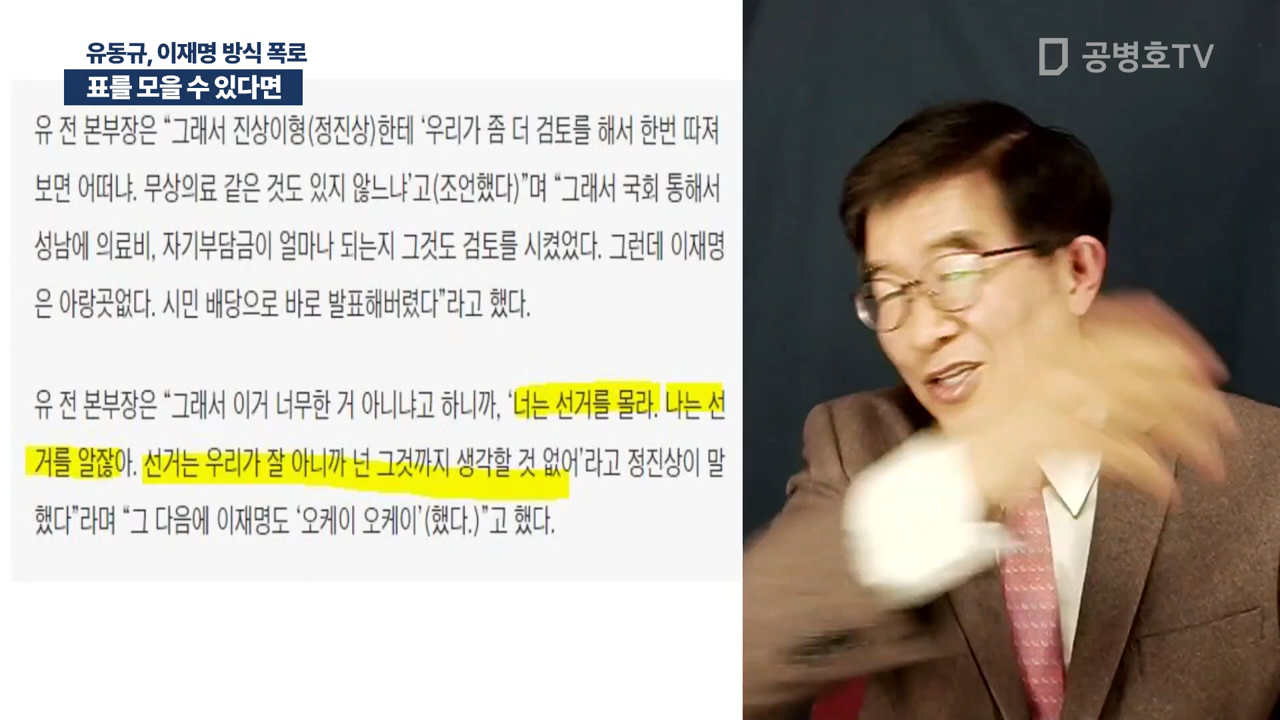 유동규, 이재명 방식 폭로
표를 모을 수 있다면
공병호TV
유 전 본부장은 “그래서 진상이형(정진상)한테 ‘우리가 좀 더 검토를 해서 한번 따져
보면 어떠냐. 무상의료 같은 것도 있지 않느냐’고(조언했다)”며 “그래서 국회 통해서
성남에 의료비, 자기부담금이 얼마나 되는지 그것도 검토를 시켰었다. 그런데 이재명
은 아랑곳없다. 시민 배당으로 바로 발표해버렸다”라고 했다.
유 전 본부장은 “그래서 이거 너무한 거 아니냐고 하니까, ‘너는 선거를 몰라. 나는 선
거를 알잖아. 선거는 우리가 잘 아니까 넌 그것까지 생각할 것 없어’라고 정진상이 말
했다”라며 “그 다음에 이재명도 ‘오케이 오케이’(했다.)”고 했다.